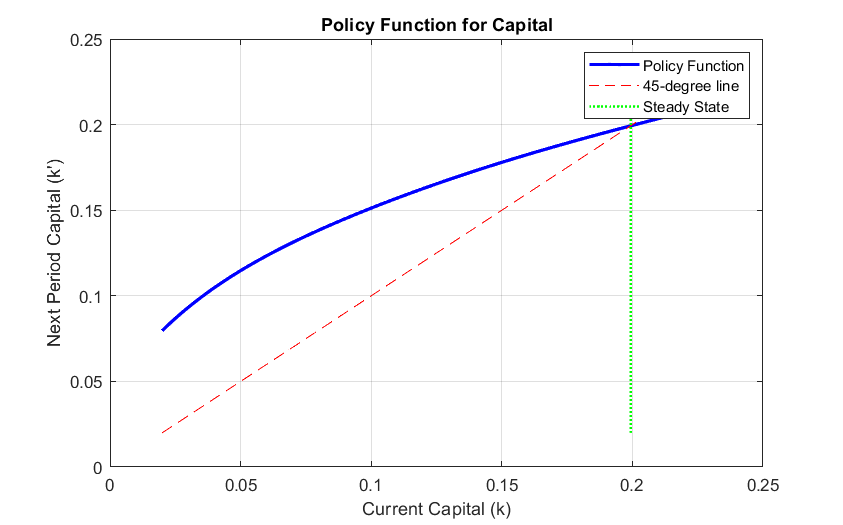 Policy Function for Capital
Policy Function
45-degree line
Steady State
Next Period Capital (k')
0.25
0.2
0.15
0.1
0.05
0
0
0.05
0.1
0.15
0.2
0.25
Current Capital (k)